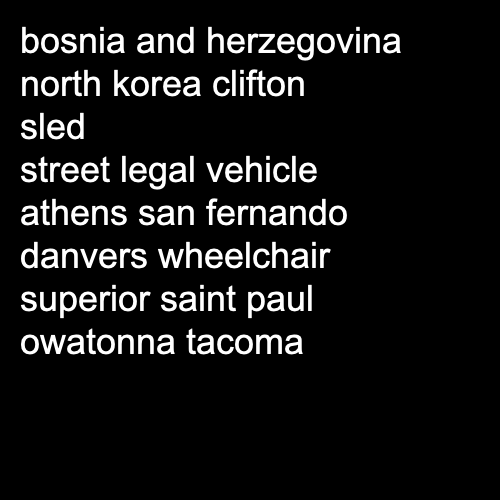 bosnia and herzegovina
north korea clifton
sled
street legal vehicle
athens san fernando
danvers wheelchair
superior saint paul
owatonna tacoma